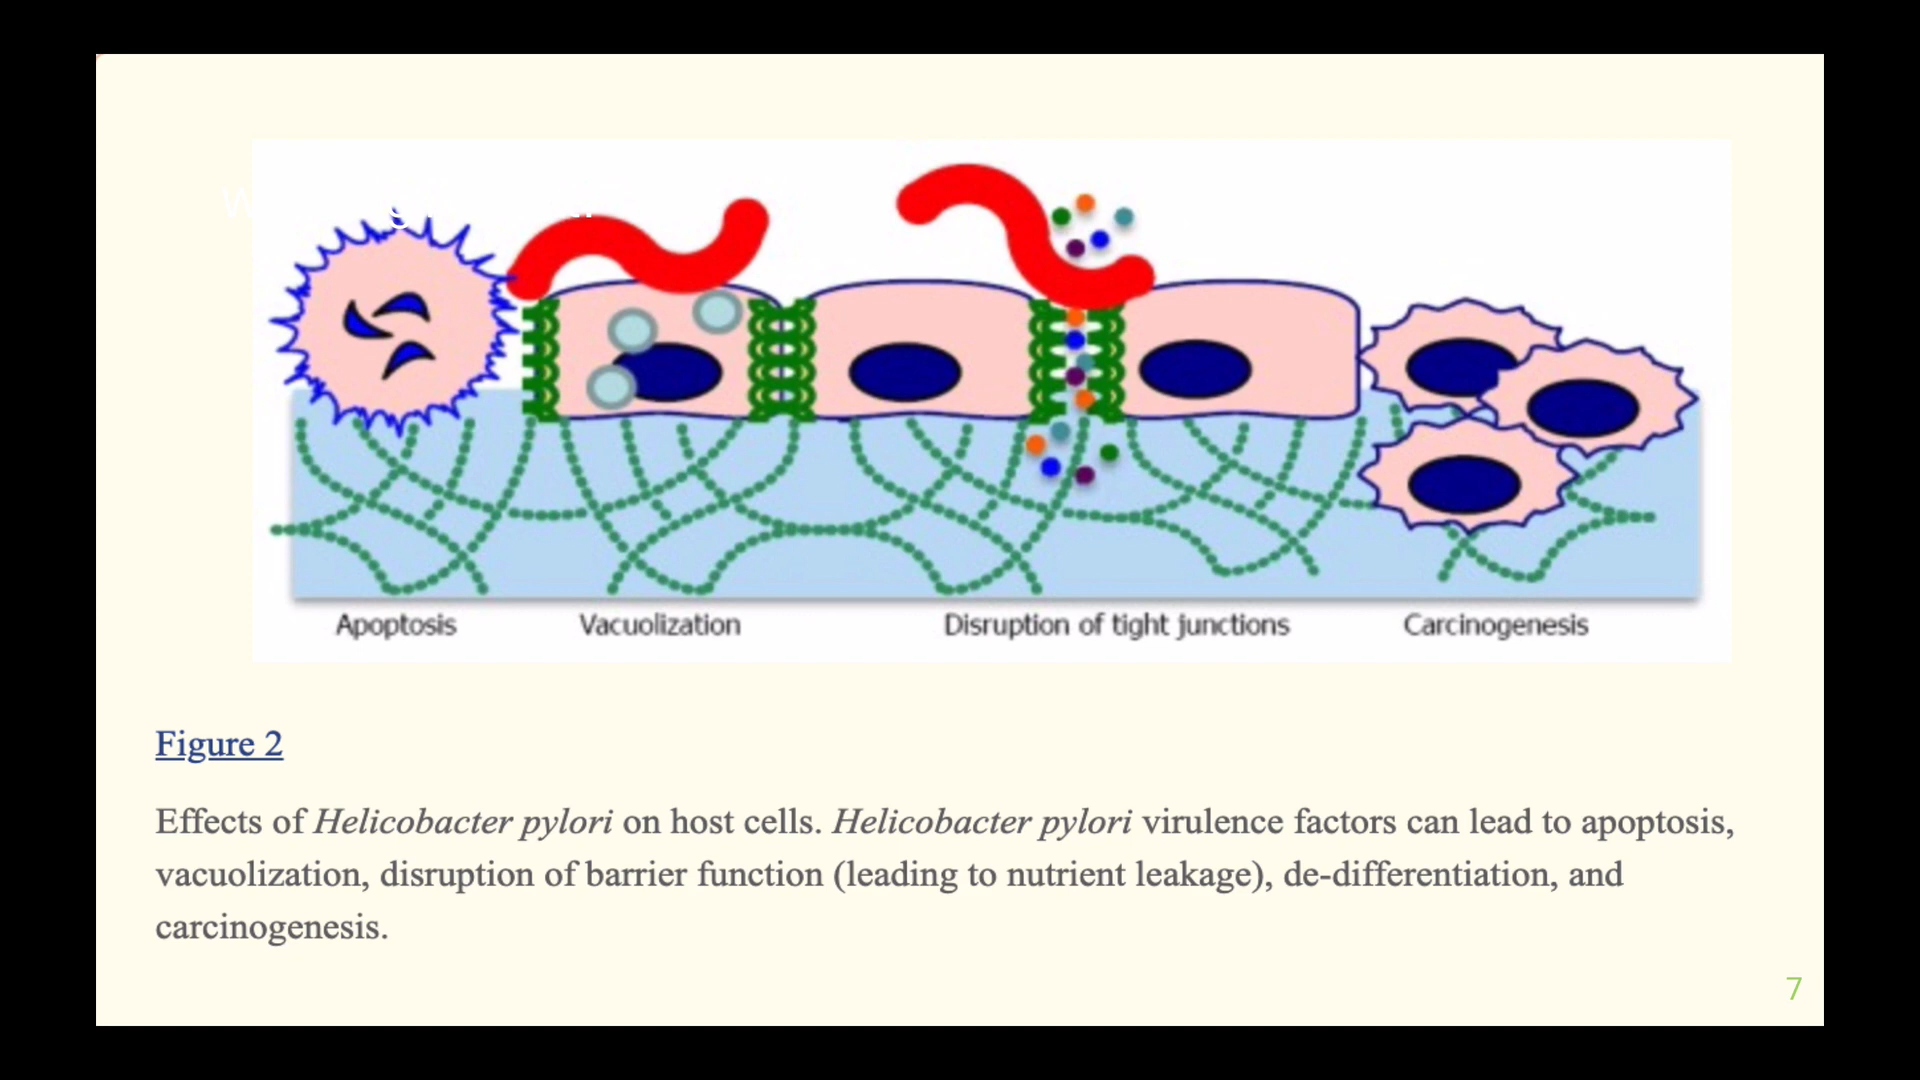 Apoptosis Vacuolization Disruption of tight junctions Carcinogenesis
Figure 2
Effects of Helicobacter pylori on host cells. Helicobacter pylori virulence factors can lead to apoptosis,
vacuolization, disruption of barrier function (leading to nutrient leakage), de-differentiation, and
carcinogenesis.
7